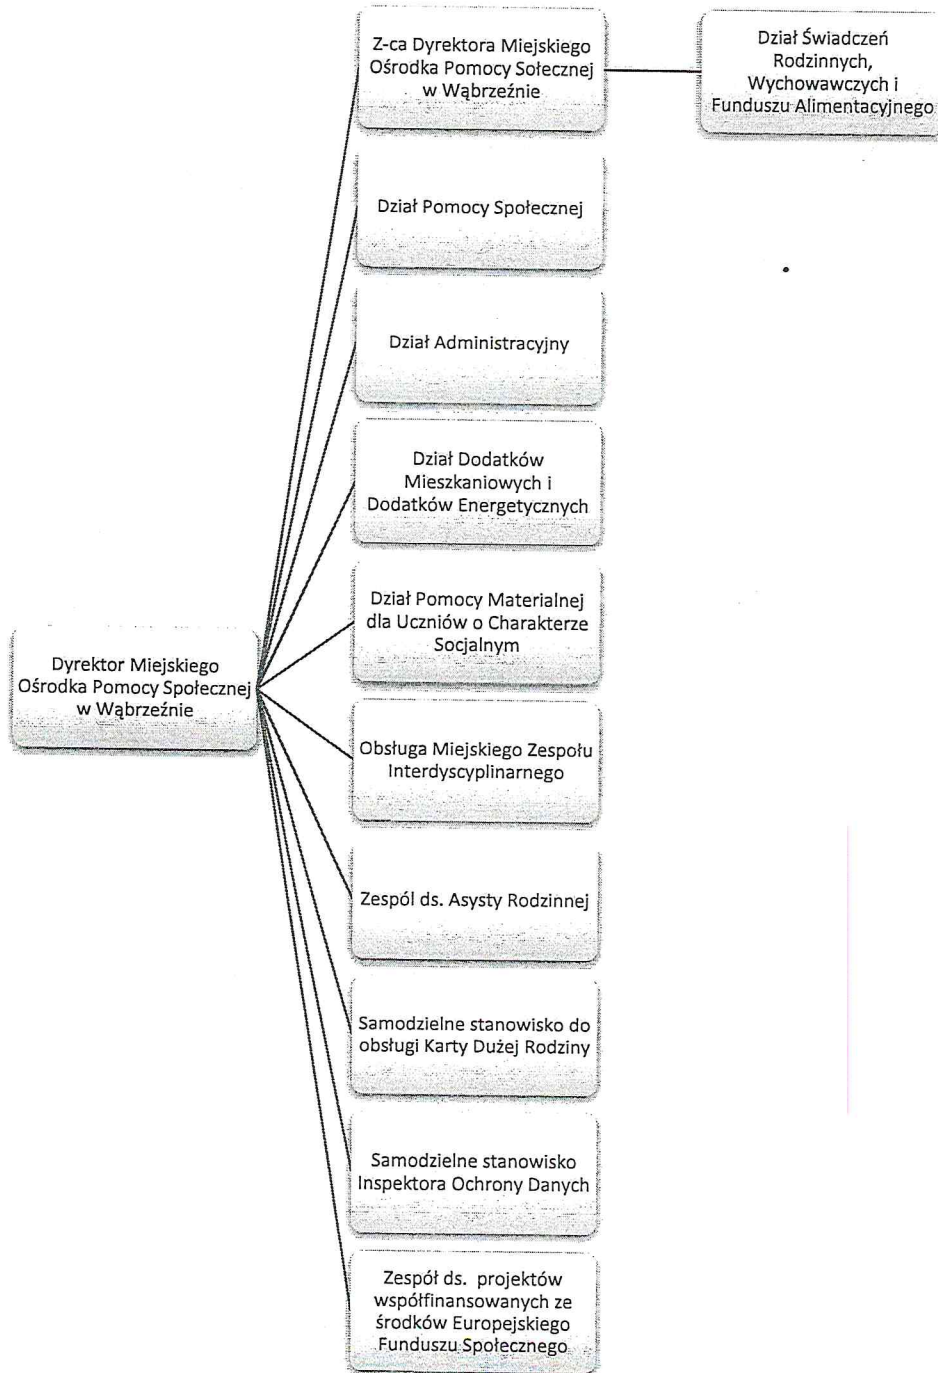 Z-ca Dyrektora Miejskiego
Ośrodka Pomocy Sołecznej
w Wąbrzeźnie
Dział Świadczeń
Rodzinnych,
Wychowawczych i
Funduszu Alimentacyjnego
Dział Pomocy Społecznej
Dział Administracyjny
Dział Dodatków
Mieszkaniowych i
Dodatków Energetycznych
Dział Pomocy Materialnej
dla Uczniów o Charakterze
Socjalnym
Dyrektor Miejskiego
Ośrodka Pomocy Społecznej
w Wąbrzeźnie
Obsługa Miejskiego Zespołu
Interdyscyplinarnego
Zespól ds. Asysty Rodzinnej
Samodzielne stanowisko do
obsługi Karty Dużej Rodziny
Samodzielne stanowisko
Inspektora Ochrony Danych
Zespół ds. projektów
współfinansowanych ze
środków Europejskiego
Funduszu Społecznego